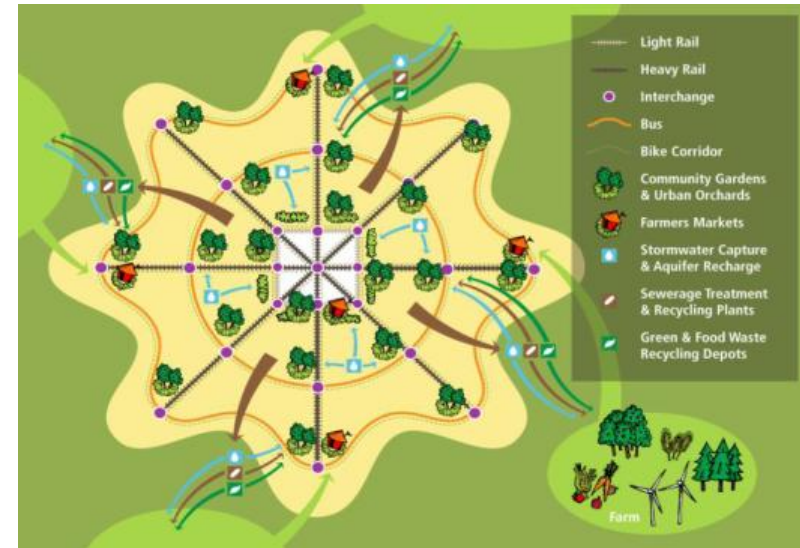 Light Rail
Heavy Rail
Interchange
Bus
Bike Corridor
Community Gardens
& Urban Orchards
Farmers Markets
Stormwater Capture
& Aquifer Recharge
Sewerage Treatment
& Recycling Plants
Green & Food Waste
Recycling Depots
Farm